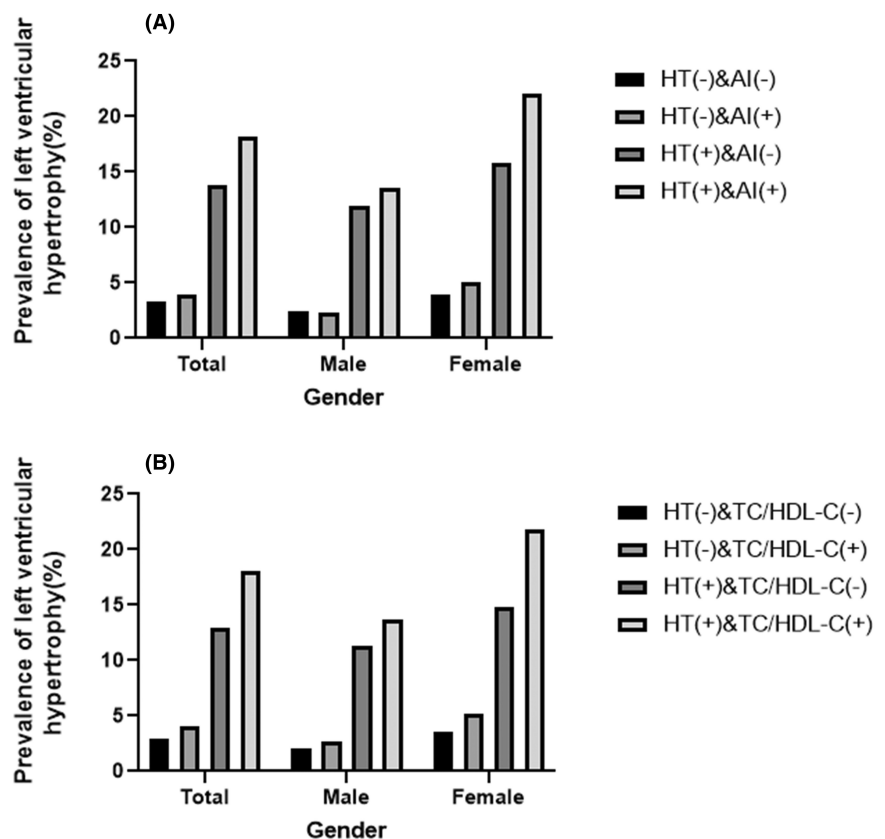 (A)
Prevalence of left ventricular
hypertrophy(%)
25
20
15
10
5
0
Total
Male
Female
Gender
HT(-)&AI(-)
HT(-)&AI(+)
HT(+)&AI(-)
HT(+)&AI(+)
(B)
Prevalence of left ventricular
hypertrophy(%)
25
20
15
10
5
0
Total
Male
Female
Gender
HT(-)&TC/HDL-C(-)
HT(-)&TC/HDL-C(+)
HT(+)&TC/HDL-C(-)
HT(+)&TC/HDL-C(+)